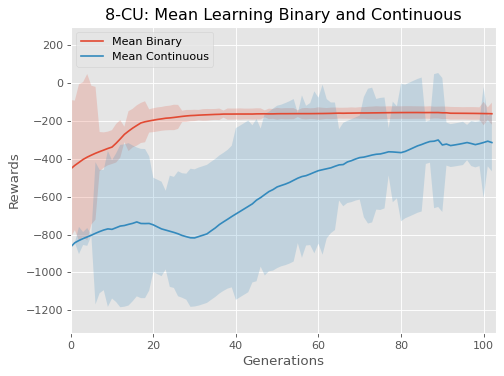 8-CU: Mean Learning Binary and Continuous
Mean Binary
Mean Continuous
200
0
−200
−400
−600
−800
−1000
−1200
Rewards
0 20 40 60 80 100
Generations